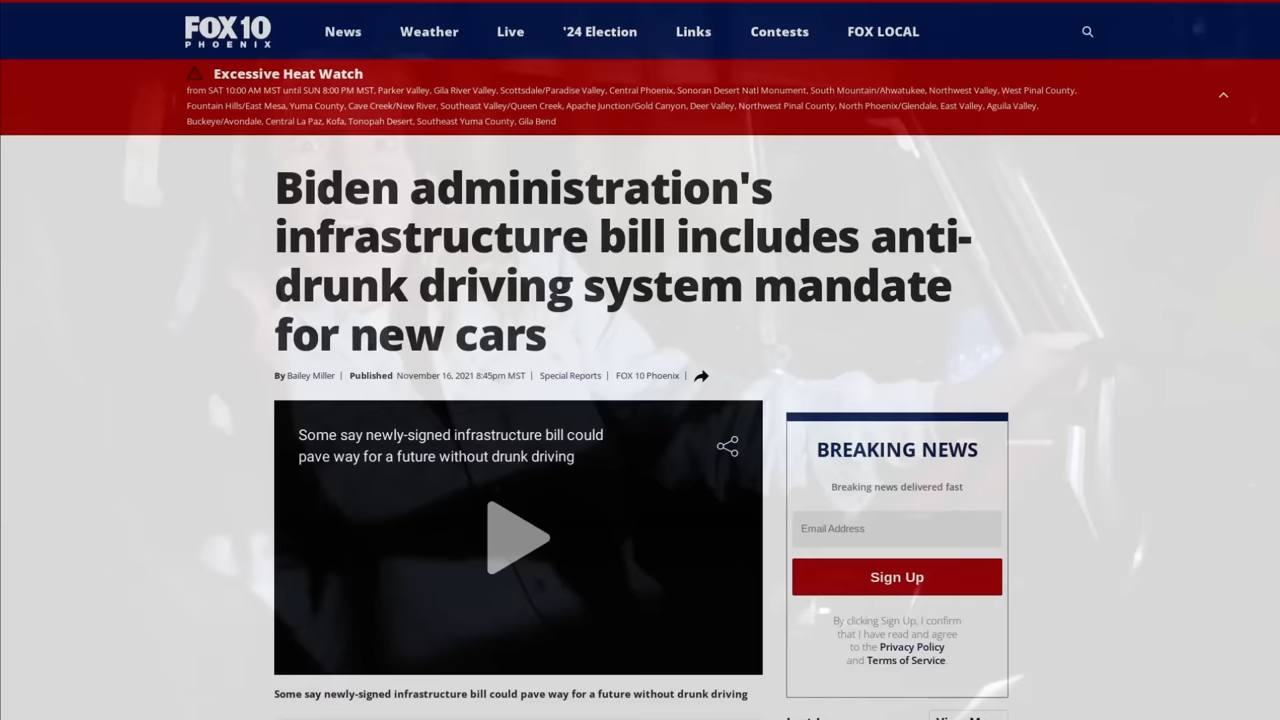 FOX 10
PHOENIX
News
Weather
Live
'24 Election
Links
Contests
FOX LOCAL
Excessive Heat Watch
from SAT 10:00 AM MST until SUN 8:00 PM MST, Parker Valley, Gila River Valley, Scottsdale/Paradise Valley, Central Phoenix, Sonoran Desert Natl Monument, South Mountain/Ahwatukee, Northwest Valley, West Pinal County,
Fountain Hills/East Mesa, Yuma County, Cave Creek/New River, Southeast Valley/Queen Creek, Apache Junction/Gold Canyon, Deer Valley, Northwest Pinal County, North Phoenix/Glendale, East Valley, Aguila Valley,
Buckeye/Avondale, Central La Paz, Kofa, Tonopah Desert, Southeast Yuma County, Gila Bend
Biden administration's
infrastructure bill includes anti-
drunk driving system mandate
for new cars
By Bailey Miller | Published November 16, 2021 8:45pm MST | Special Reports | FOX 10 Phoenix |
Some say newly-signed infrastructure bill could
pave way for a future without drunk driving
Some say newly-signed infrastructure bill could pave way for a future without drunk driving
BREAKING NEWS
Breaking news delivered fast
Email Address
Sign Up
By clicking Sign Up, I confirm
that I have read and agree
to the Privacy Policy
and Terms of Service.